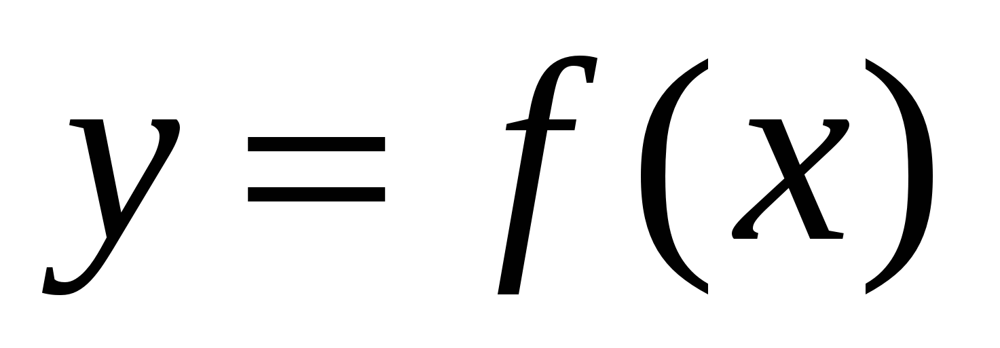 y = f(x)